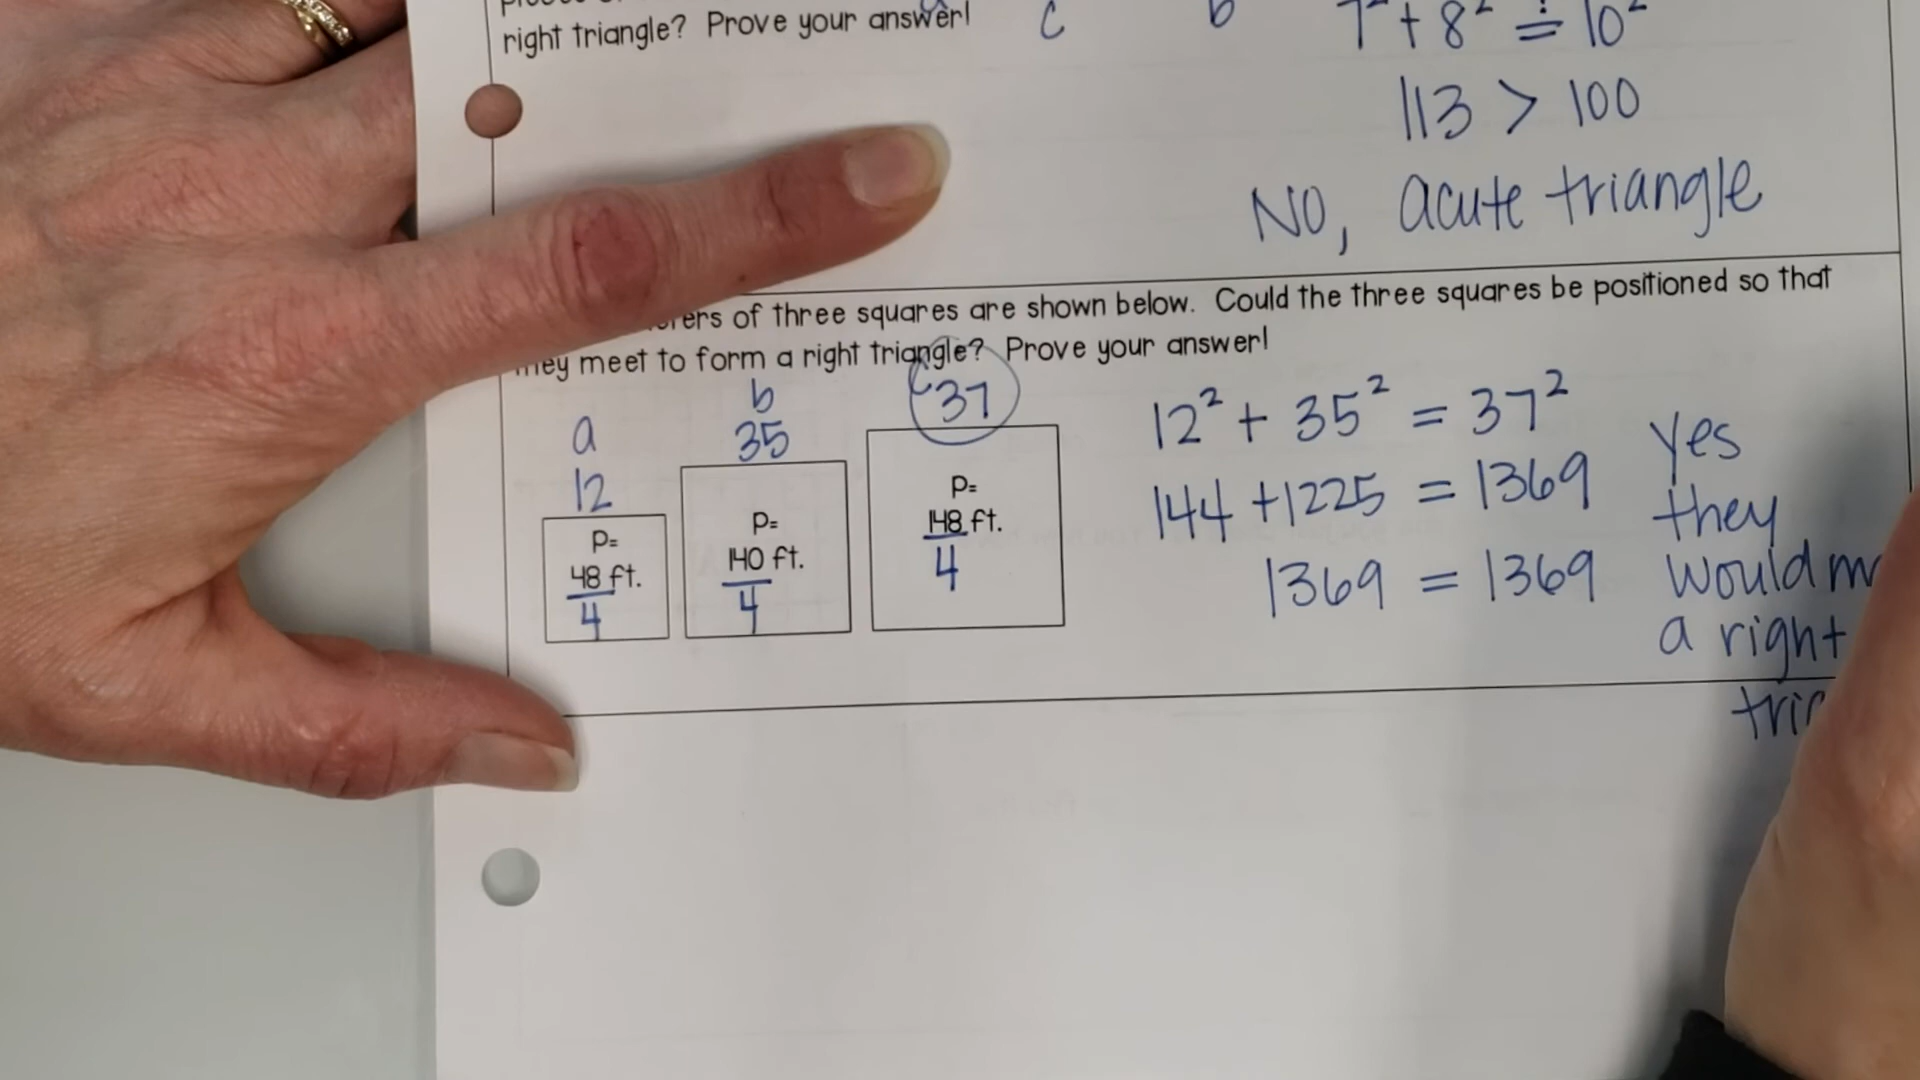 right triangle? Prove your answer!
c b 7² + 8² ≟ 10²
113 > 100
No, acute triangle
of three squares are shown below. Could the three squares be positioned so that
meet to form a right triangle? Prove your answer!
a b c
12 35 37
P= P= P=
48 ft. 140 ft. 148 ft.
4 4 4
12² + 35² = 37²
144 + 1225 = 1369
1369 = 1369
yes
they
would
a right